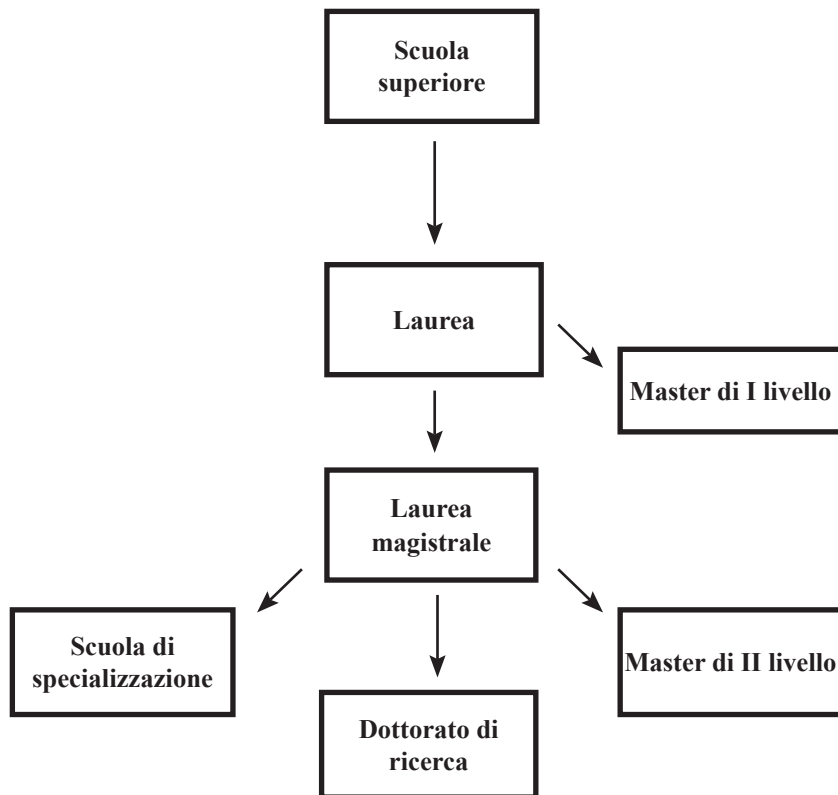 Scuola
superiore
Laurea
Master di I livello
Laurea
magistrale
Scuola di
specializzazione
Master di II livello
Dottorato di
ricerca